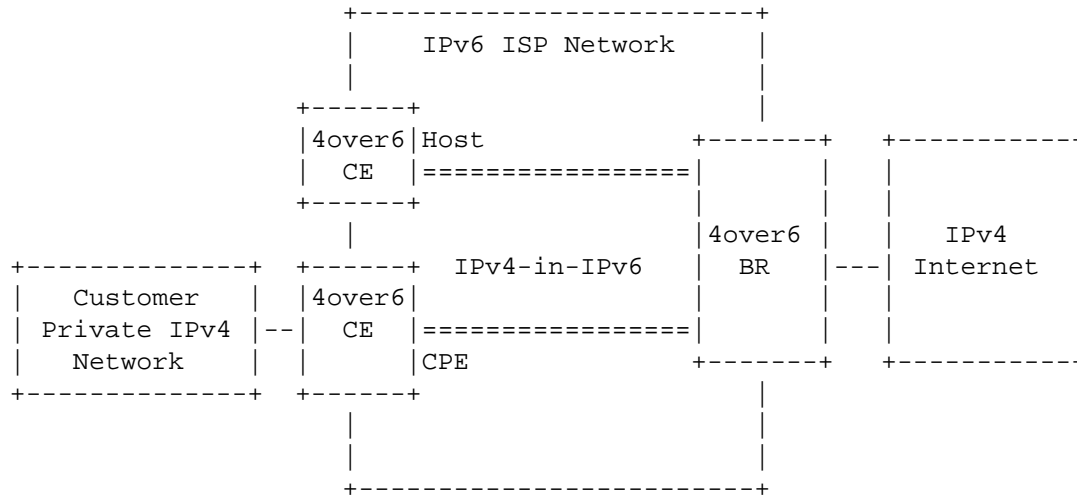 IPv6 ISP Network
4over6 Host
CE
4over6 IPv4
IPv4-in-IPv6 BR Internet
Customer 4over6
Private IPv4 CE
Network CPE